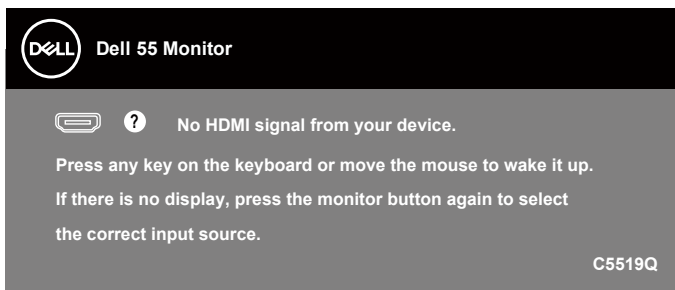 DELL Dell 55 Monitor
? No HDMI signal from your device.
Press any key on the keyboard or move the mouse to wake it up.
If there is no display, press the monitor button again to select
the correct input source.
C5519Q